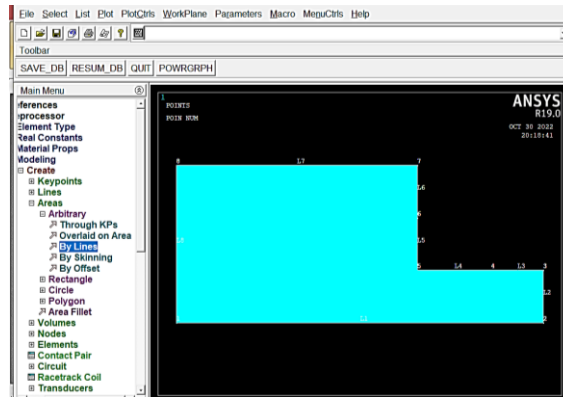 File Select List Plot PlotCtrls WorkPlane Parameters Macro MenuCtrls Help
Toolbar
SAVE_DB RESUM_DB QUIT POWRGRPH
Main Menu
eferences
eprocessor
Element Type
Real Constants
Material Props
Modeling
Create
Keypoints
Lines
Areas
Arbitrary
Through KPs
Overlaid on Area
By Lines
By Skinning
By Offset
Rectangle
Circle
Polygon
Area Fillet
Volumes
Nodes
Elements
Contact Pair
Circuit
Racetrack Coil
Transducers
1
POINTS
POIN NUM
ANSYS
R19.0
OCT 30 2022
20:18:41
8 L7 7
L6
6
L5
5 L4 4 L3 3
L2
L1 2